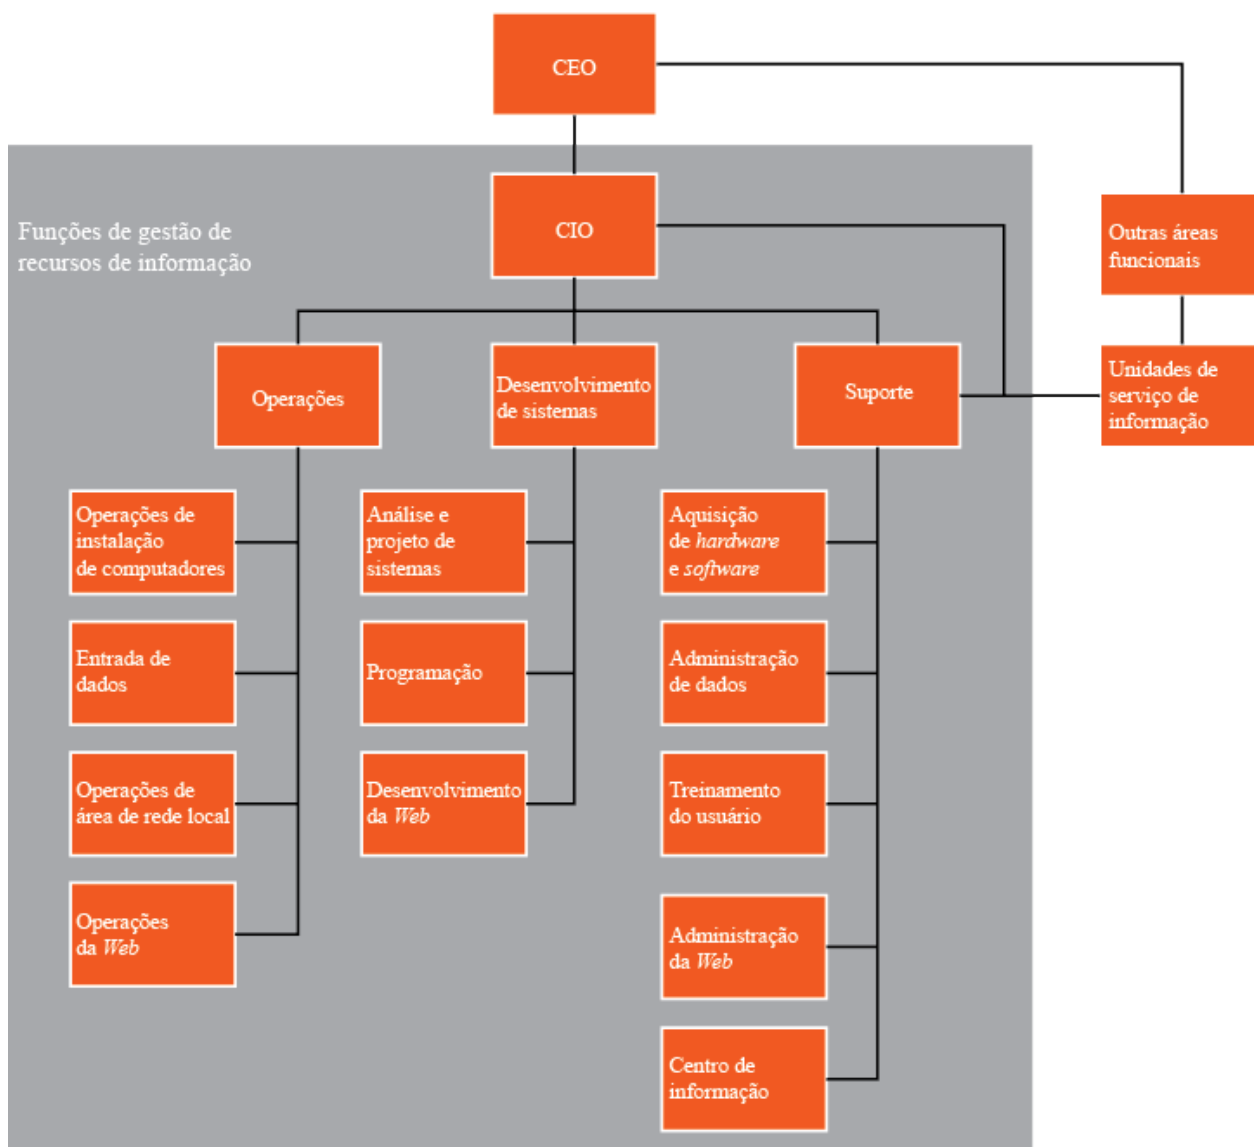 CEO
CIO
Funções de gestão de
recursos de informação
Outras áreas
funcionais
Operações
Desenvolvimento
de sistemas
Suporte
Unidades de
serviço de
informação
Operações de
instalação
de computadores
Análise e
projeto de
sistemas
Aquisição
de hardware
e software
Entrada de
dados
Programação
Administração
de dados
Operações de
área de rede local
Desenvolvimento
da Web
Treinamento
do usuário
Operações
da Web
Administração
da Web
Centro de
informação